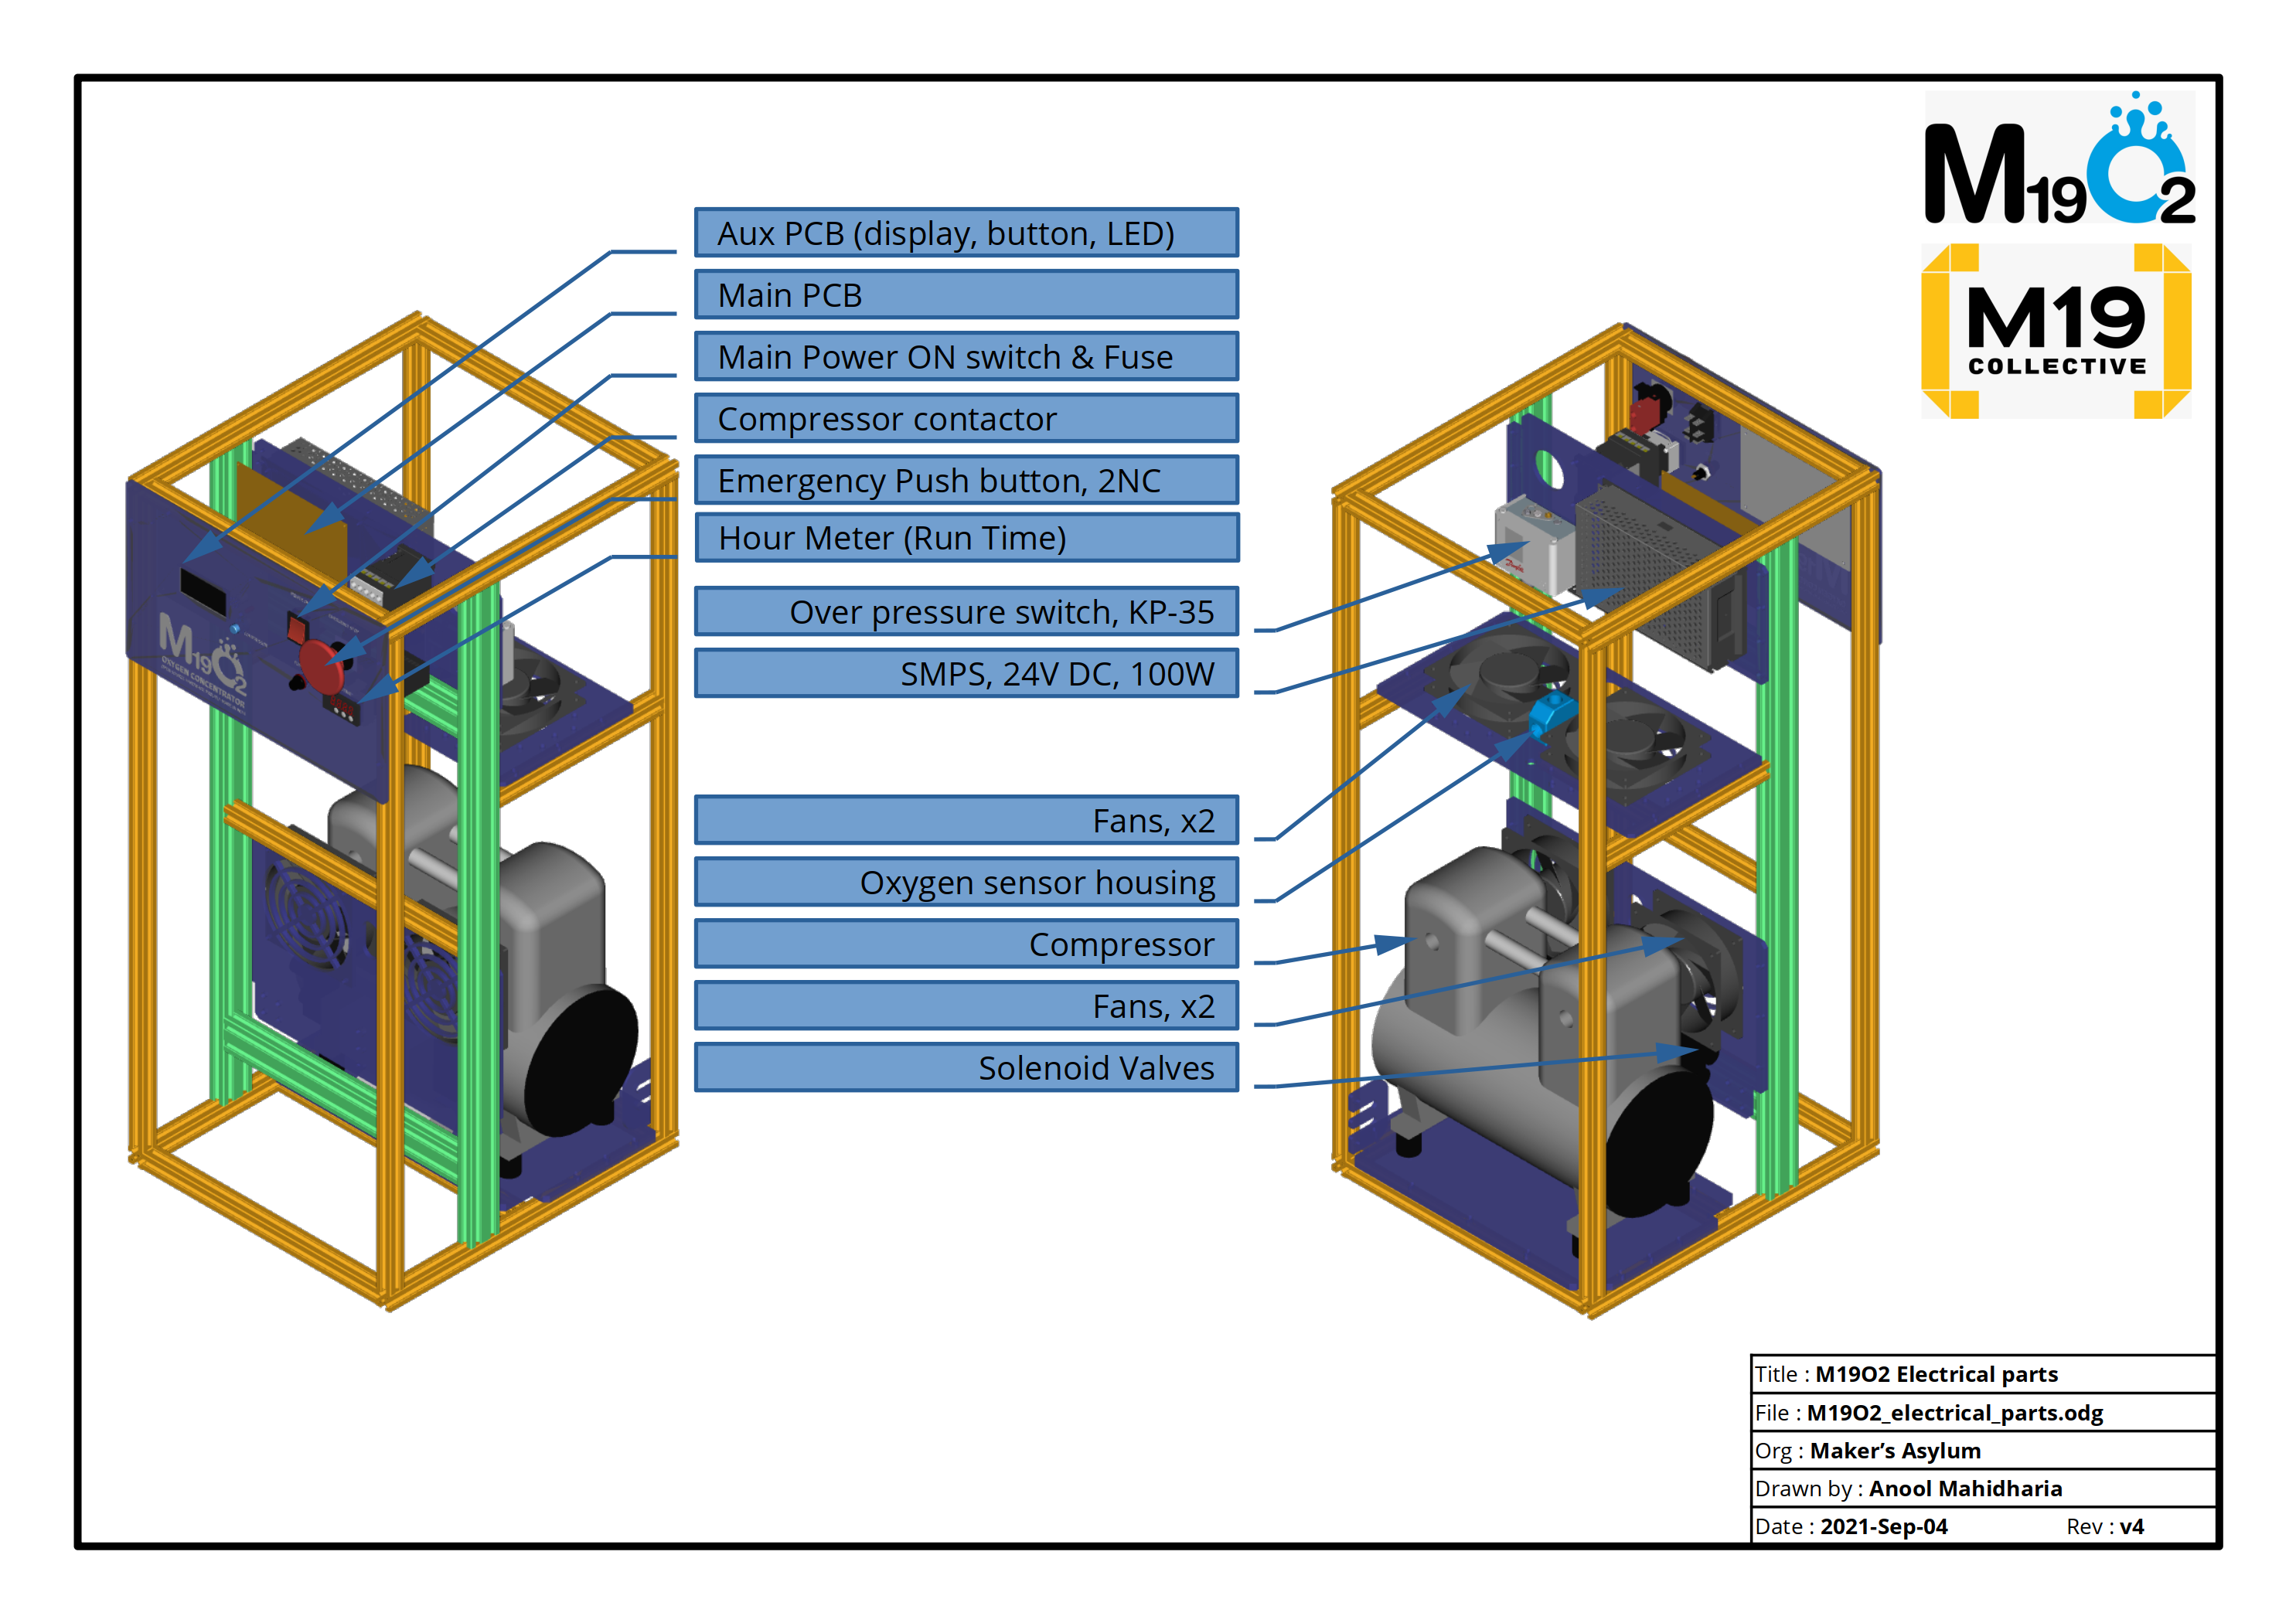 M19O2
M19
COLLECTIVE
Aux PCB (display, button, LED)
Main PCB
Main Power ON switch & Fuse
Compressor contactor
Emergency Push button, 2NC
Hour Meter (Run Time)
Over pressure switch, KP-35
SMPS, 24V DC, 100W
Fans, x2
Oxygen sensor housing
Compressor
Fans, x2
Solenoid Valves
M19O2
OXYGEN CONCENTRATOR
Danfoss
Title : M19O2 Electrical parts
File : M19O2_electrical_parts.odg
Org : Maker’s Asylum
Drawn by : Anool Mahidharia
Date : 2021-Sep-04 Rev : v4